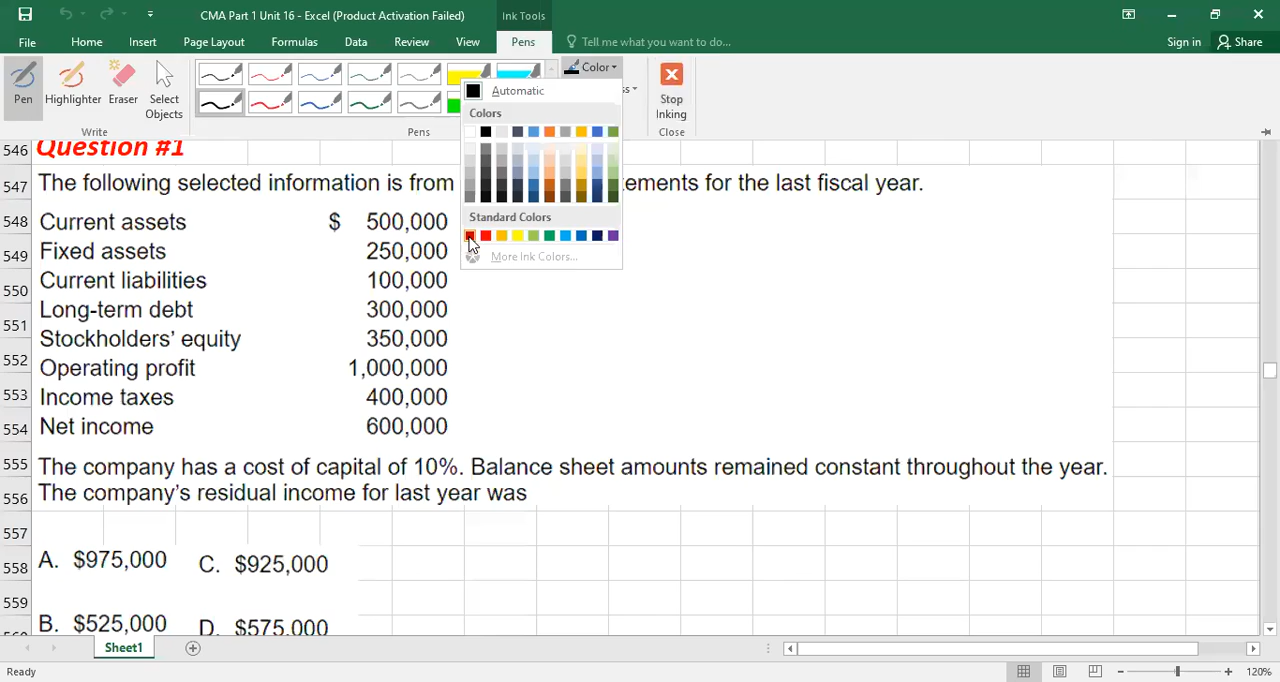 CMA Part 1 Unit 16 - Excel (Product Activation Failed)
Ink Tools
File
Home
Insert
Page Layout
Formulas
Data
Review
View
Pens
Tell me what you want to do...
Sign in
Share
Pen
Highlighter
Eraser
Select Objects
Color
Stop Inking
Write
Pens
Close
Automatic
Colors
Standard Colors
More Ink Colors...
546
Question #1
547
The following selected information is from
for the last fiscal year.
548
Current assets $ 500,000
549
Fixed assets 250,000
550
Current liabilities 100,000
Long-term debt 300,000
551
Stockholders' equity 350,000
552
Operating profit 1,000,000
553
Income taxes 400,000
554
Net income 600,000
555
The company has a cost of capital of 10%. Balance sheet amounts remained constant throughout the year.
556
The company's residual income for last year was
557
558
A. $975,000 C. $925,000
559
B. $525,000 D. $575,000
Sheet1
Ready
120%